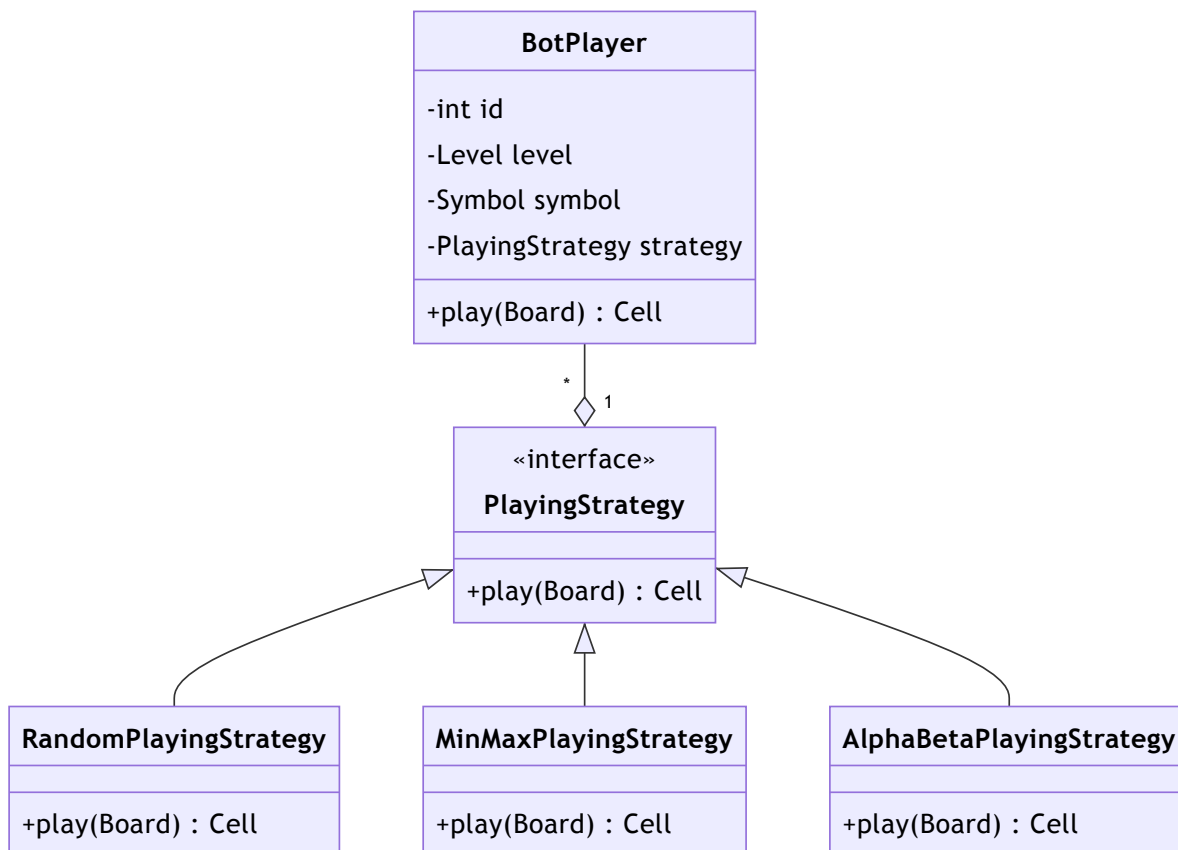 BotPlayer
-int id
-Level level
-Symbol symbol
-PlayingStrategy strategy
+play(Board) : Cell
*
1
«interface»
PlayingStrategy
+play(Board) : Cell
RandomPlayingStrategy
+play(Board) : Cell
MinMaxPlayingStrategy
+play(Board) : Cell
AlphaBetaPlayingStrategy
+play(Board) : Cell